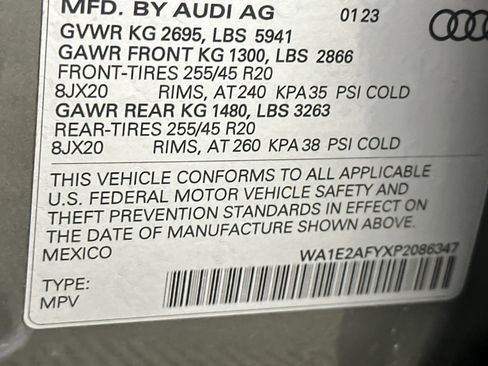 MFD. BY AUDI AG 01 23
GVWR KG 2695, LBS 5941
GAWR FRONT KG 1300, LBS 2866
FRONT-TIRES 255/45 R20
8JX20 RIMS, AT 240 KPA 35 PSI COLD
GAWR REAR KG 1480, LBS 3263
REAR-TIRES 255/45 R20
8JX20 RIMS, AT 260 KPA 38 PSI COLD
THIS VEHICLE CONFORMS TO ALL APPLICABLE
U.S. FEDERAL MOTOR VEHICLE SAFETY AND
THEFT PREVENTION STANDARDS IN EFFECT ON
THE DATE OF MANUFACTURE SHOWN ABOVE.
MEXICO WA1E2AFYXP2086347
TYPE:
MPV